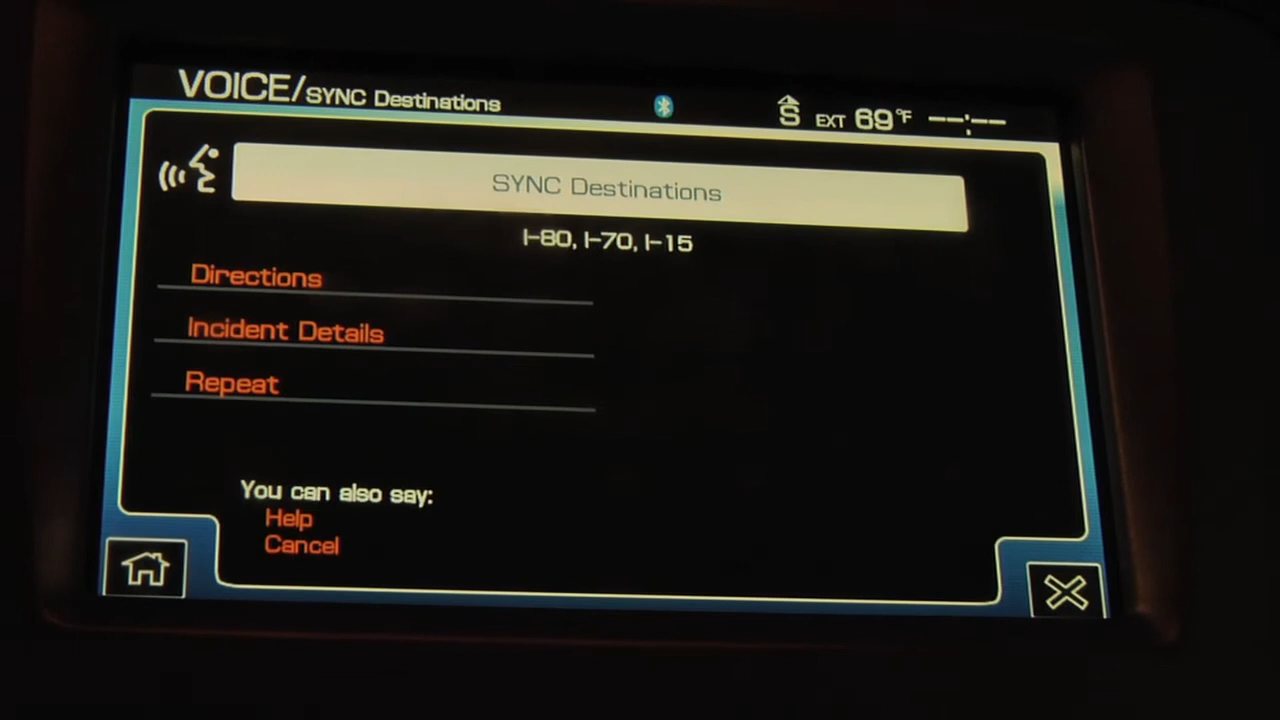 VOICE/SYNC Destinations
S EXT 69°F --:--
SYNC Destinations
I-80, I-70, I-15
Directions
Incident Details
Repeat
You can also say:
Help
Cancel